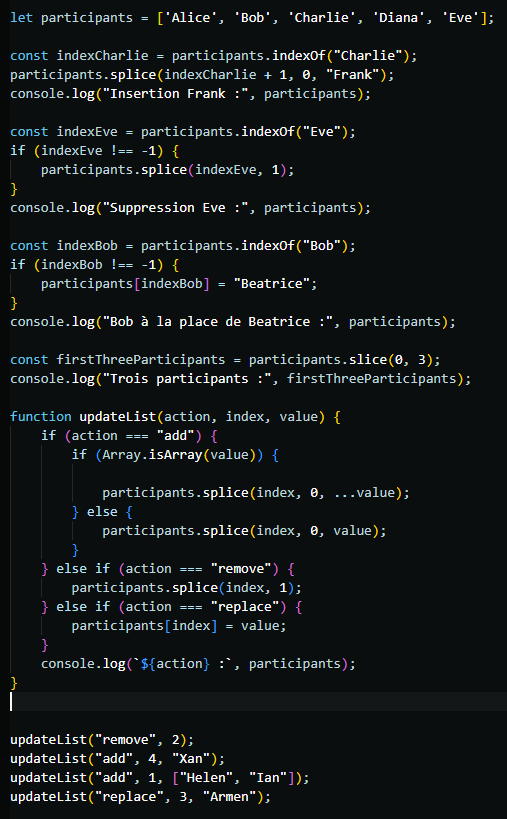 let participants = ['Alice', 'Bob', 'Charlie', 'Diana', 'Eve'];
const indexCharlie = participants.indexOf("Charlie");
participants.splice(indexCharlie + 1, 0, "Frank");
console.log("Insertion Frank :", participants);
const indexEve = participants.indexOf("Eve");
if (indexEve !== -1) {
    participants.splice(indexEve, 1);
}
console.log("Suppression Eve :", participants);
const indexBob = participants.indexOf("Bob");
if (indexBob !== -1) {
    participants[indexBob] = "Beatrice";
}
console.log("Bob à la place de Beatrice :", participants);
const firstThreeParticipants = participants.slice(0, 3);
console.log("Trois participants :", firstThreeParticipants);
function updateList(action, index, value) {
    if (action === "add") {
        if (Array.isArray(value)) {
            participants.splice(index, 0, ...value);
        } else {
            participants.splice(index, 0, value);
        }
    } else if (action === "remove") {
        participants.splice(index, 1);
    } else if (action === "replace") {
        participants[index] = value;
    }
    console.log(`${action} :`, participants);
}
updateList("remove", 2);
updateList("add", 4, "Xan");
updateList("add", 1, ["Helen", "Ian"]);
updateList("replace", 3, "Armen");